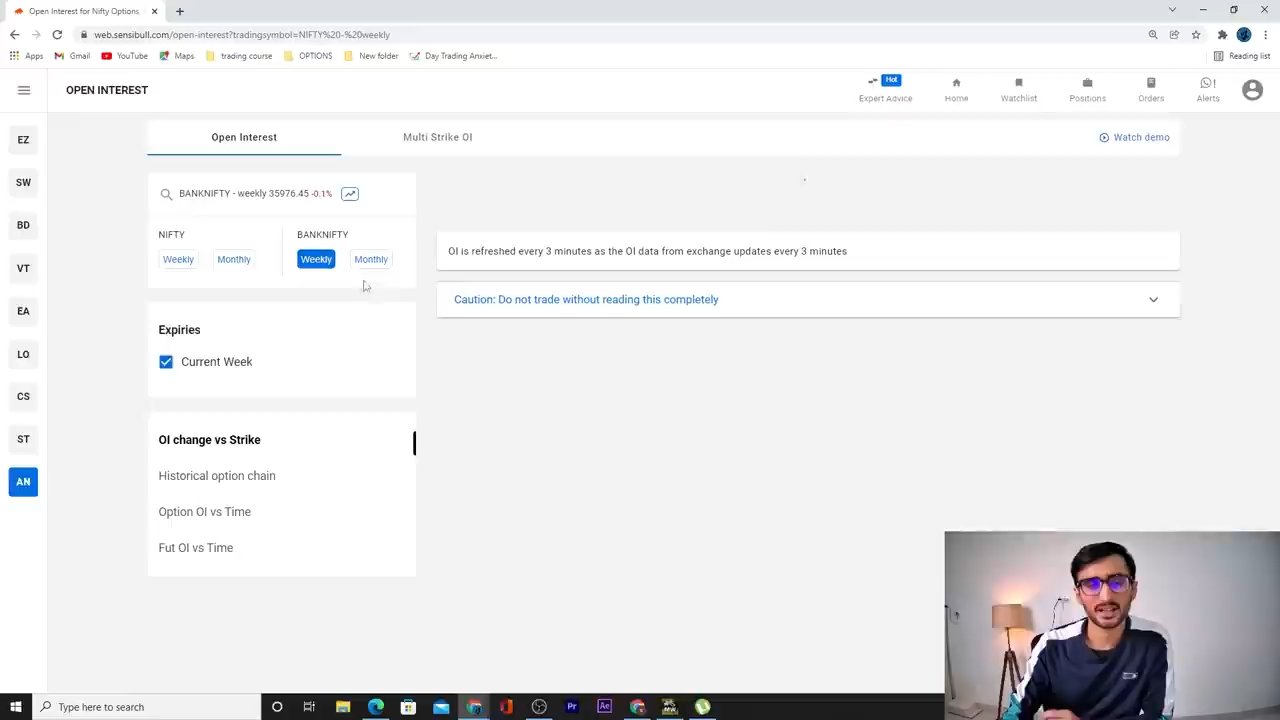 Open Interest for Nifty Options
web.sensibull.com/open-interest?tradingsymbol=NIFTY%20-%20weekly
Apps
Gmail
YouTube
Maps
trading course
OPTIONS
New folder
Day Trading Anxiet...
Reading list
OPEN INTEREST
Hot
Expert Advice
Home
Watchlist
Positions
Orders
Alerts
EZ
SW
BD
VT
EA
LO
CS
ST
AN
Open Interest
Multi Strike OI
Watch demo
BANKNIFTY - weekly 35976.45 -0.1%
NIFTY
BANKNIFTY
Weekly
Monthly
Weekly
Monthly
OI is refreshed every 3 minutes as the OI data from exchange updates every 3 minutes
Caution: Do not trade without reading this completely
Expiries
Current Week
OI change vs Strike
Historical option chain
Option OI vs Time
Fut OI vs Time
Type here to search
Pr
Ae